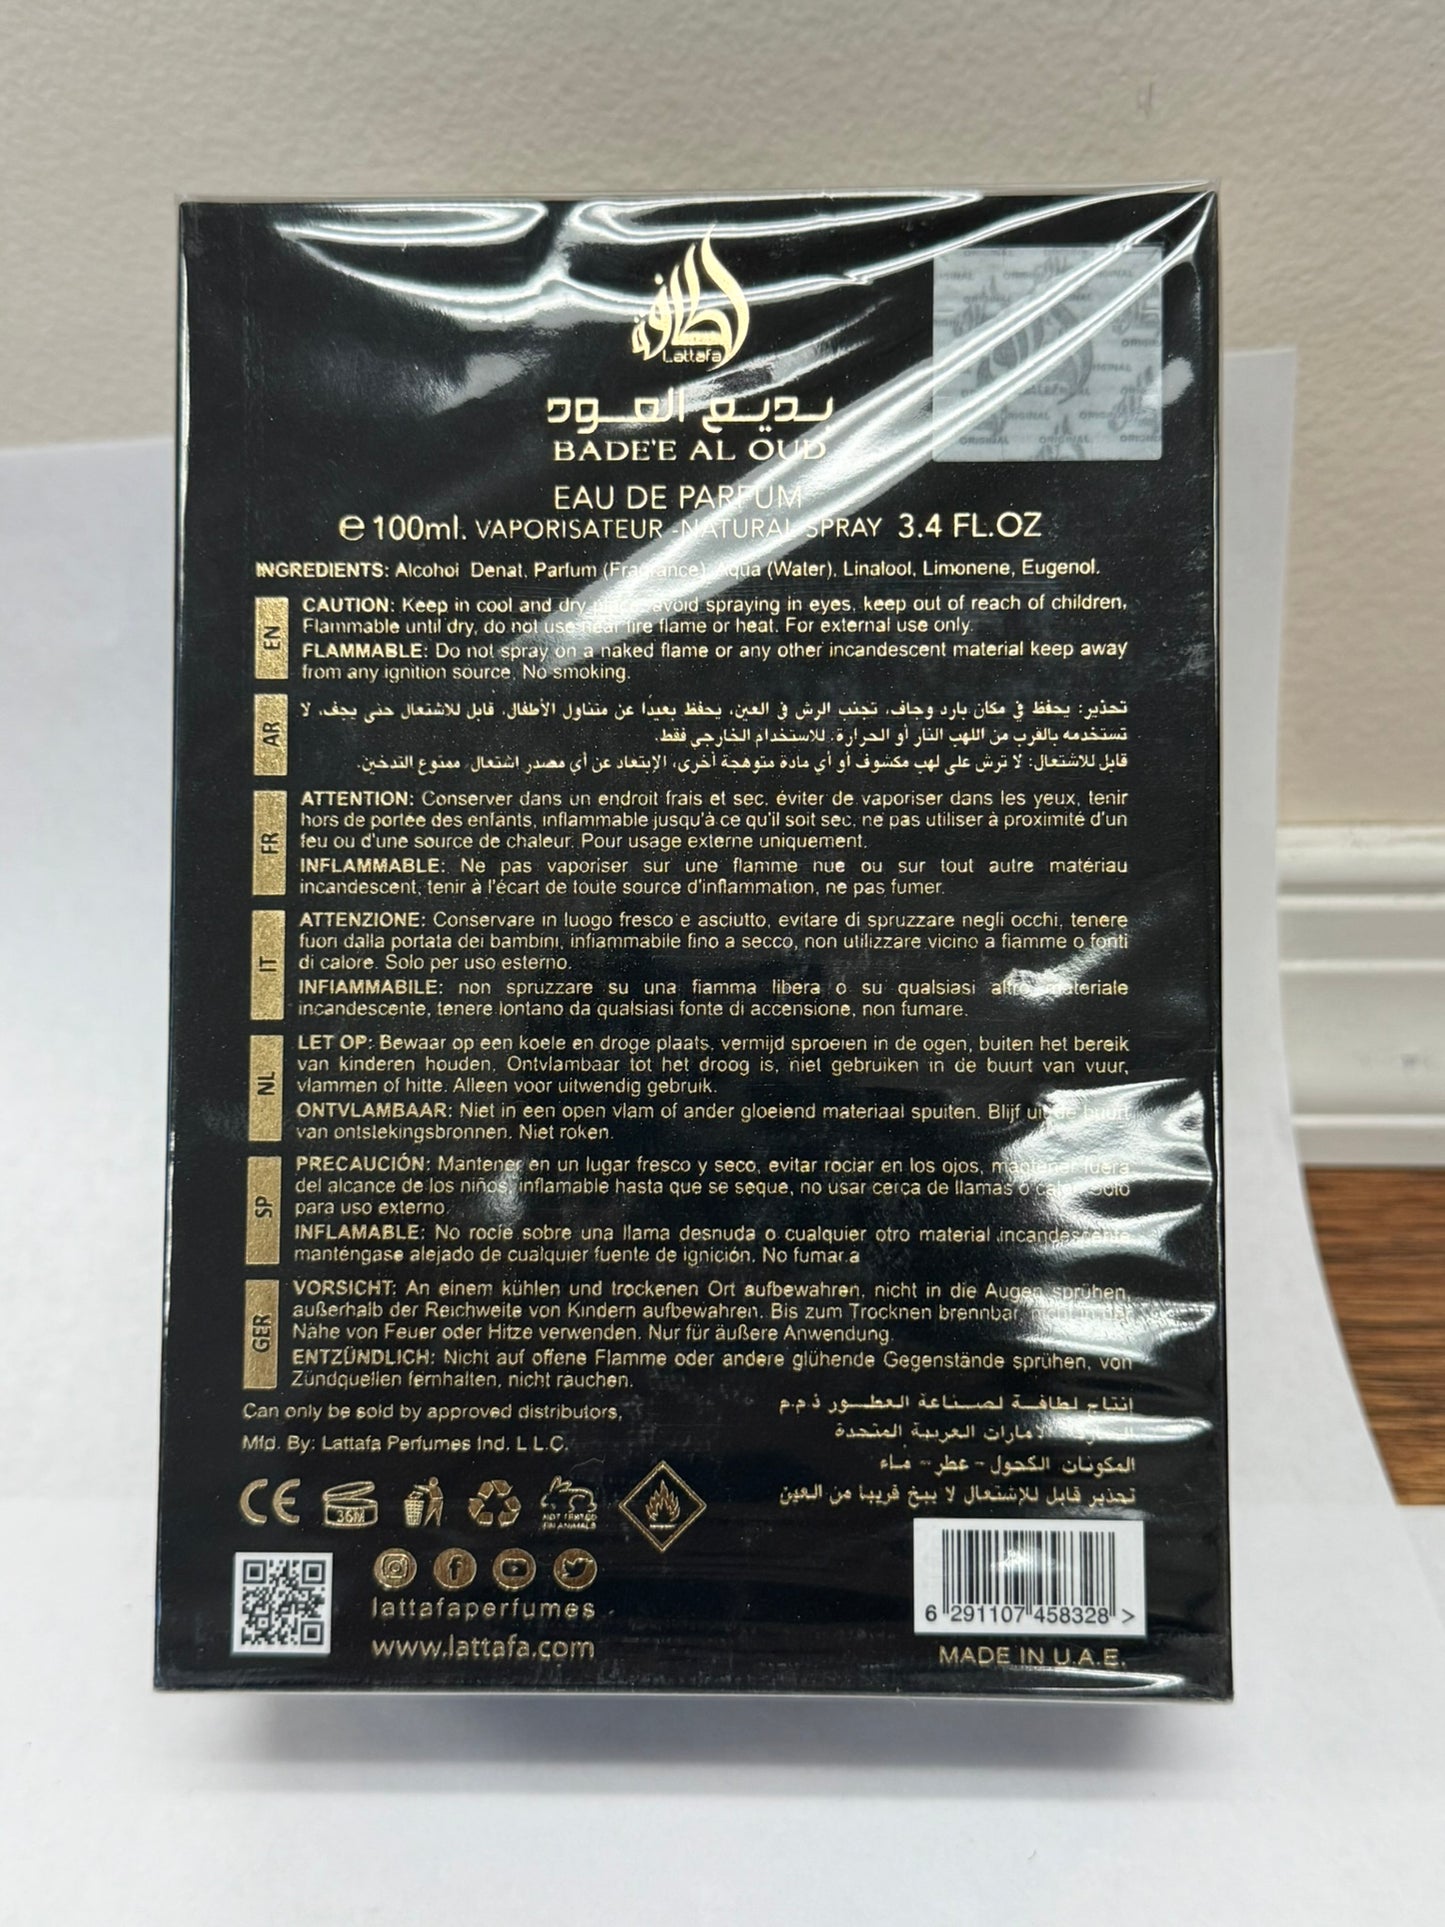 لطافة
Lattafa
ORIGINAL
بديع العود
BADE'E AL OUD
EAU DE PARFUM
e 100ml. VAPORISATEUR -NATURAL SPRAY 3.4 FL.OZ
INGREDIENTS: Alcohol Denat, Parfum (Fragrance), Aqua (Water), Linalool, Limonene, Eugenol.
EN
CAUTION: Keep in cool and dry place, avoid spraying in eyes, keep out of reach of children,
Flammable until dry, do not use near fire flame or heat. For external use only.
FLAMMABLE: Do not spray on a naked flame or any other incandescent material keep away
from any ignition source. No smoking.
AR
تحذير: يحفظ في مكان بارد وجاف، تجنب الرش في العين، يحفظ بعيدا عن متناول الأطفال. قابل للاشتعال حتى يجف، لا
تستخدمه بالقرب من اللهب النار أو الحرارة. للاستخدام الخارجي فقط.
قابل للاشتعال: لا ترش على لهب مكشوف أو أي مادة متوهجة أخرى، الإبتعاد عن أي مصدر اشتعال. ممنوع التدخين.
FR
ATTENTION: Conserver dans un endroit frais et sec, éviter de vaporiser dans les yeux, tenir
hors de portée des enfants, inflammable jusqu'à ce qu'il soit sec, ne pas utiliser à proximité d'un
feu ou d'une source de chaleur. Pour usage externe uniquement.
INFLAMMABLE: Ne pas vaporiser sur une flamme nue ou sur tout autre matériau
incandescent, tenir à l'écart de toute source d'inflammation, ne pas fumer.
IT
ATTENZIONE: Conservare in luogo fresco e asciutto, evitare di spruzzare negli occhi, tenere
fuori dalla portata dei bambini, infiammabile fino a secco, non utilizzare vicino a fiamme o fonti
di calore. Solo per uso esterno.
INFIAMMABILE: non spruzzare su una fiamma libera o su qualsiasi altro materiale
incandescente, tenere lontano da qualsiasi fonte di accensione, non fumare.
NL
LET OP: Bewaar op een koele en droge plaats, vermijd sproeien in de ogen, buiten het bereik
van kinderen houden, Ontvlambaar tot het droog is, niet gebruiken in de buurt van vuur,
vlammen of hitte. Alleen voor uitwendig gebruik.
ONTVLAMBAAR: Niet in een open vlam of ander gloeiend materiaal spuiten. Blijf uit de buurt
van ontstekingsbronnen. Niet roken.
SP
PRECAUCIÓN: Mantener en un lugar fresco y seco, evitar rociar en los ojos, mantener fuera
del alcance de los niños, inflamable hasta que se seque, no usar cerca de llamas o calor. Solo
para uso externo.
INFLAMABLE: No rocíe sobre una llama desnuda o cualquier otro material incandescente
manténgase alejado de cualquier fuente de ignición. No fumar.a
GER
VORSICHT: An einem kühlen und trockenen Ort aufbewahren, nicht in die Augen sprühen,
außerhalb der Reichweite von Kindern aufbewahren. Bis zum Trocknen brennbar, nicht in der
Nähe von Feuer oder Hitze verwenden. Nur für äußere Anwendung.
ENTZÜNDLICH: Nicht auf offene Flamme oder andere glühende Gegenstände sprühen, von
Zündquellen fernhalten, nicht rauchen.
Can only be sold by approved distributors,
Mfd. By: Lattafa Perfumes Ind. L L.C.
إنتاج لطافة لصناعة العطور ذ.م.م
الامارات العربية المتحدة
المكونات الكحول - عطر - ماء
تحذير قابل للإشتعال لا يبخ قريبا من العين
CE
36M
NOT TESTED
ON ANIMALS
lattafaperfumes
www.lattafa.com
6 291107 458328 >
MADE IN U.A.E.